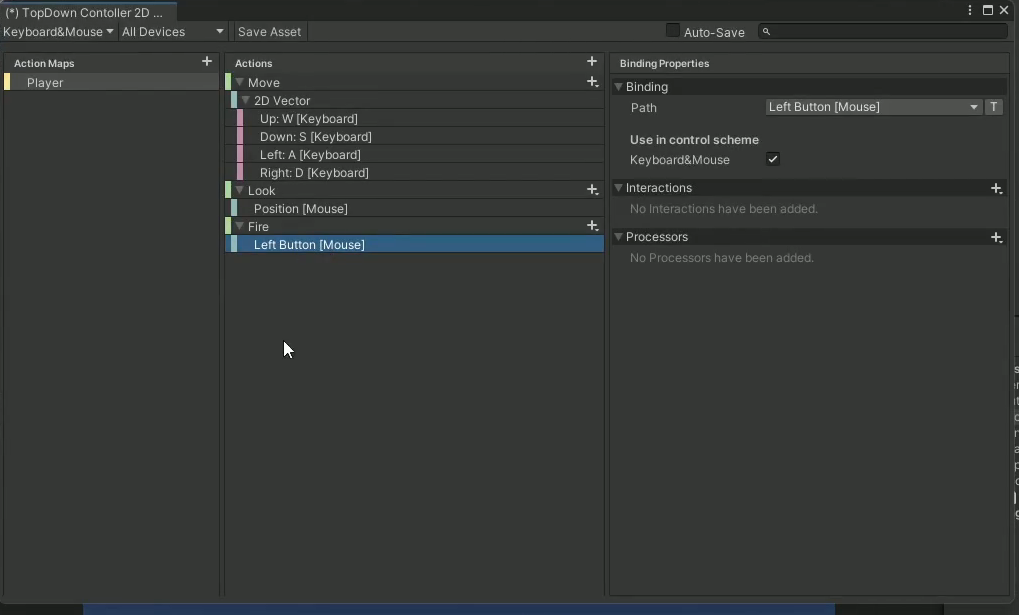 (*) TopDown Contoller 2D ...
Keyboard&Mouse All Devices Save Asset Auto-Save
Action Maps
Player
Actions
Move
2D Vector
Up: W [Keyboard]
Down: S [Keyboard]
Left: A [Keyboard]
Right: D [Keyboard]
Look
Position [Mouse]
Fire
Left Button [Mouse]
Binding Properties
Binding
Path Left Button [Mouse] T
Use in control scheme
Keyboard&Mouse
Interactions
No Interactions have been added.
Processors
No Processors have been added.